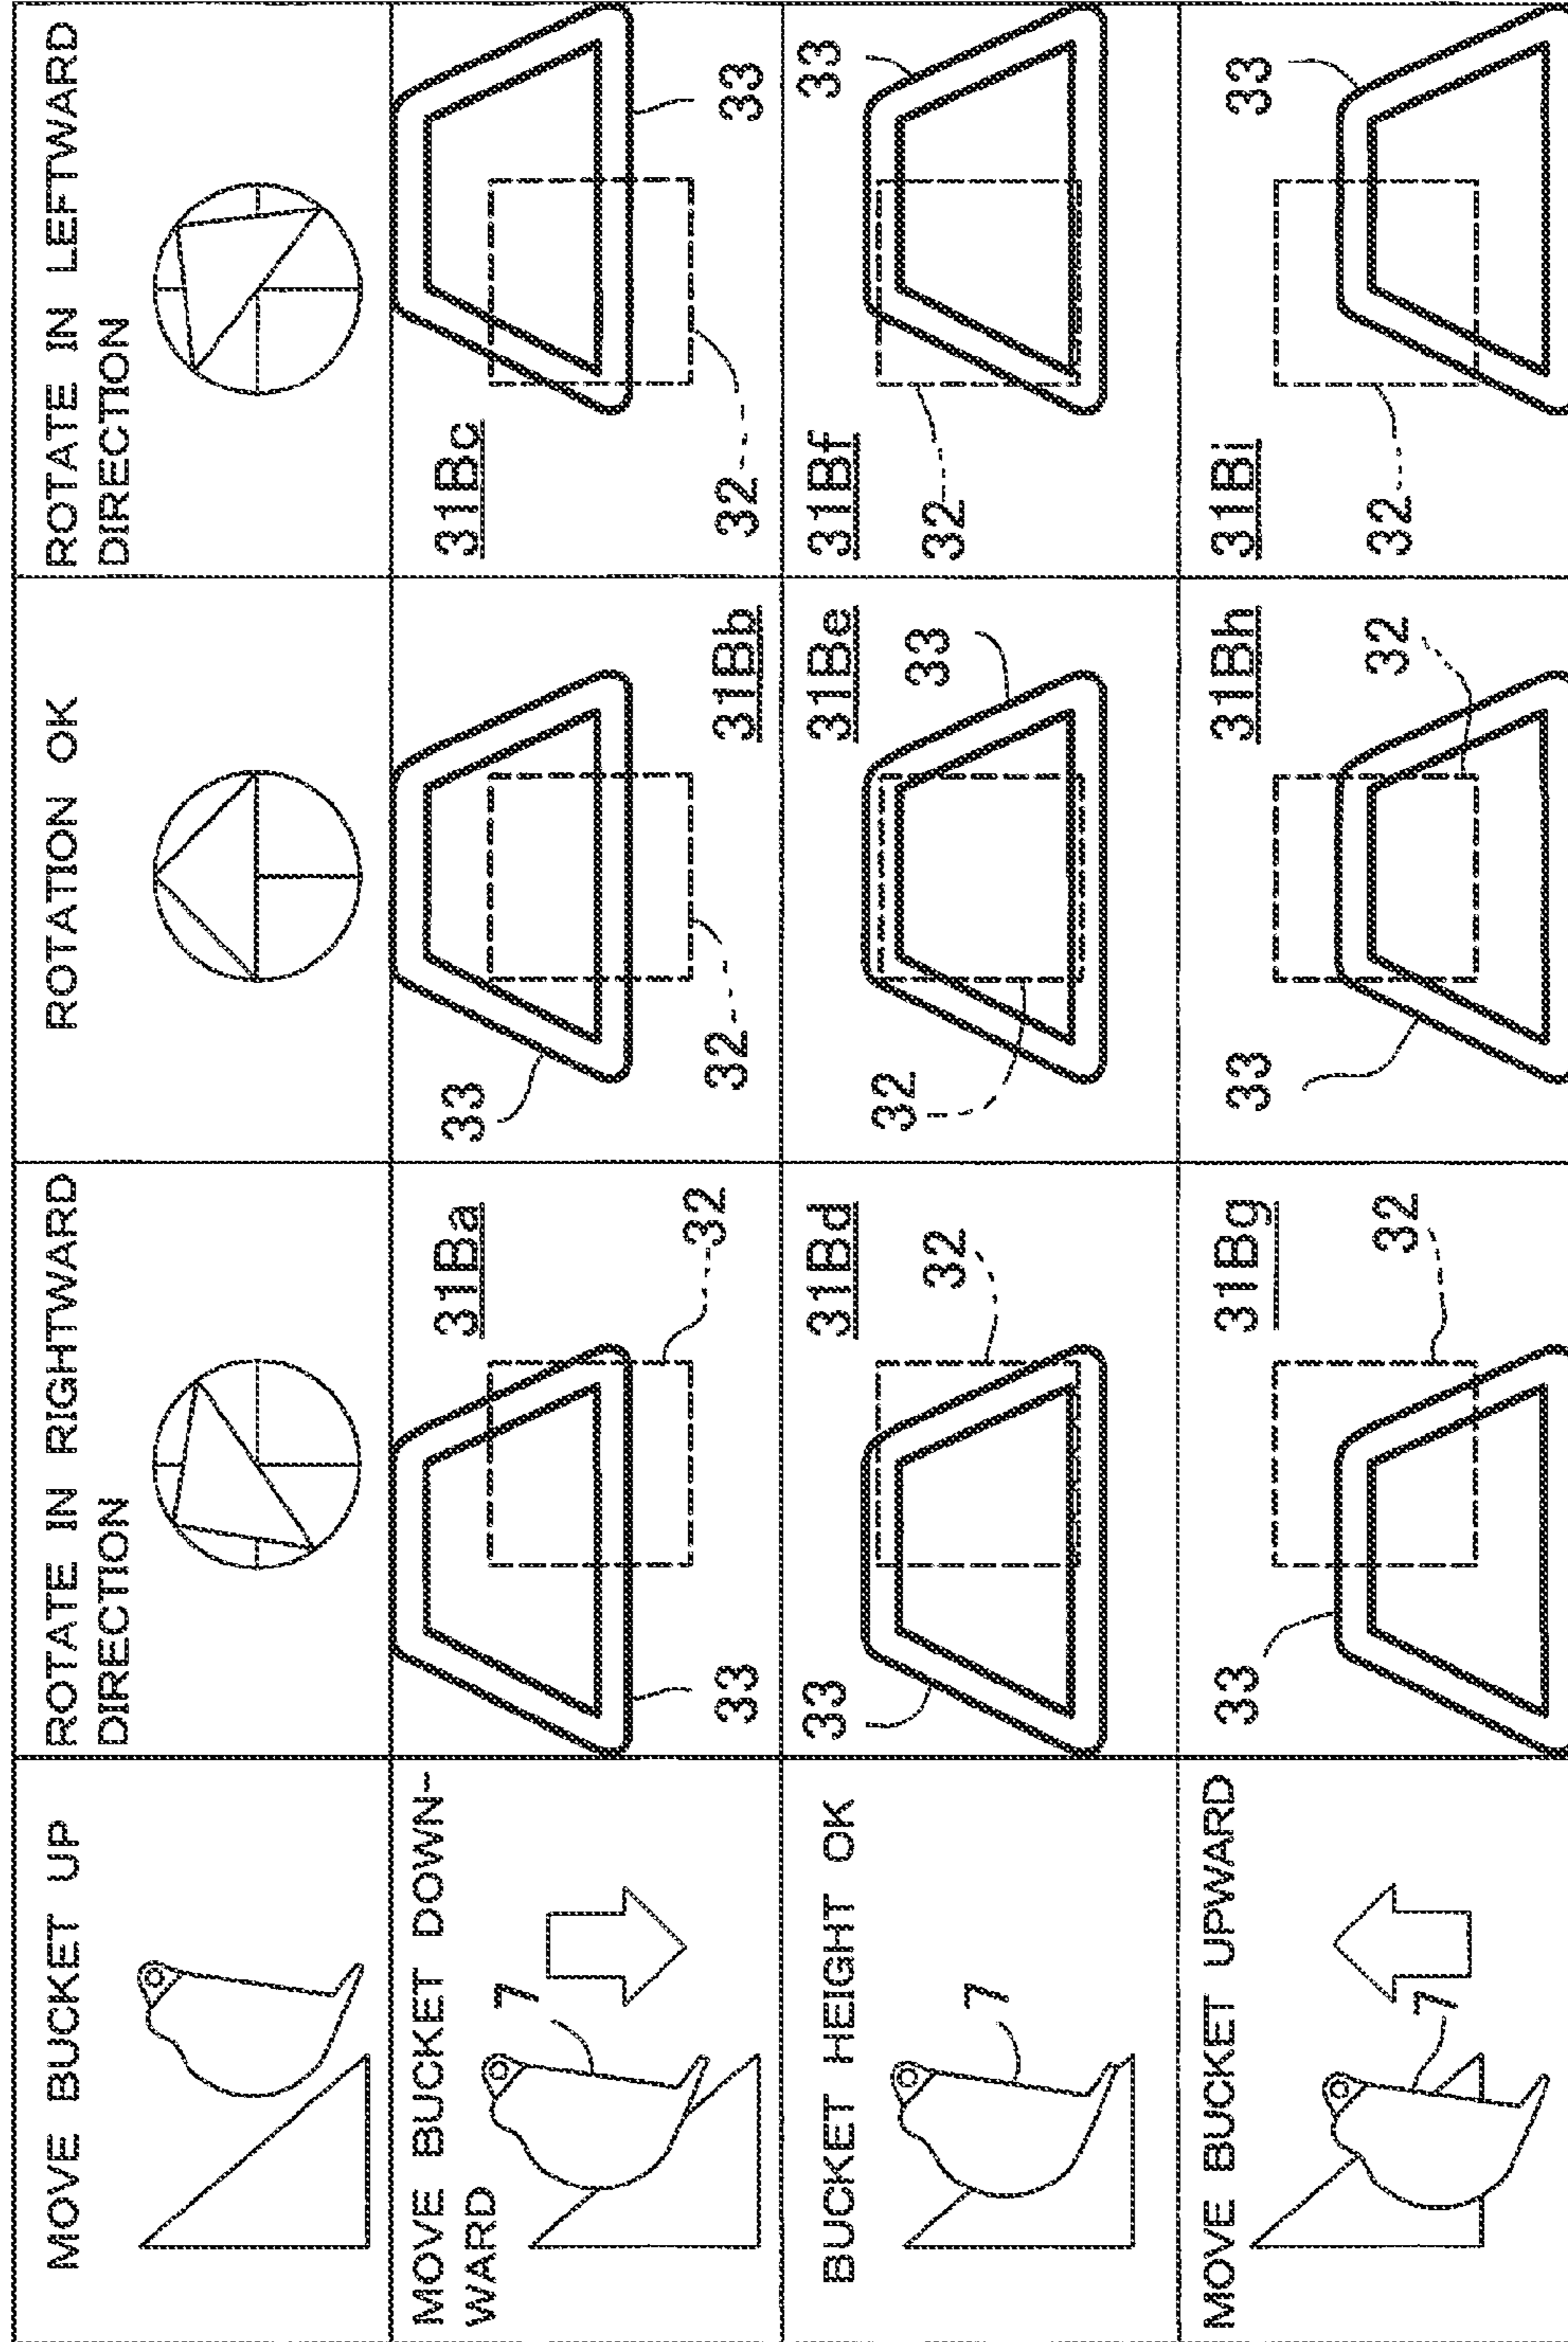 MOVE BUCKET UP
ROTATE IN RIGHTWARD
DIRECTION
ROTATION OK
ROTATE IN LEFTWARD
DIRECTION
MOVE BUCKET DOWN-
WARD
7
31Ba
32
33
33
32
31Bb
31Bc
32
33
BUCKET HEIGHT OK
7
33
31Bd
32
32
31Be
33
31Bf
33
32
MOVE BUCKET UPWARD
7
33
31Bg
32
33
31Bh
32
31Bi
33
32